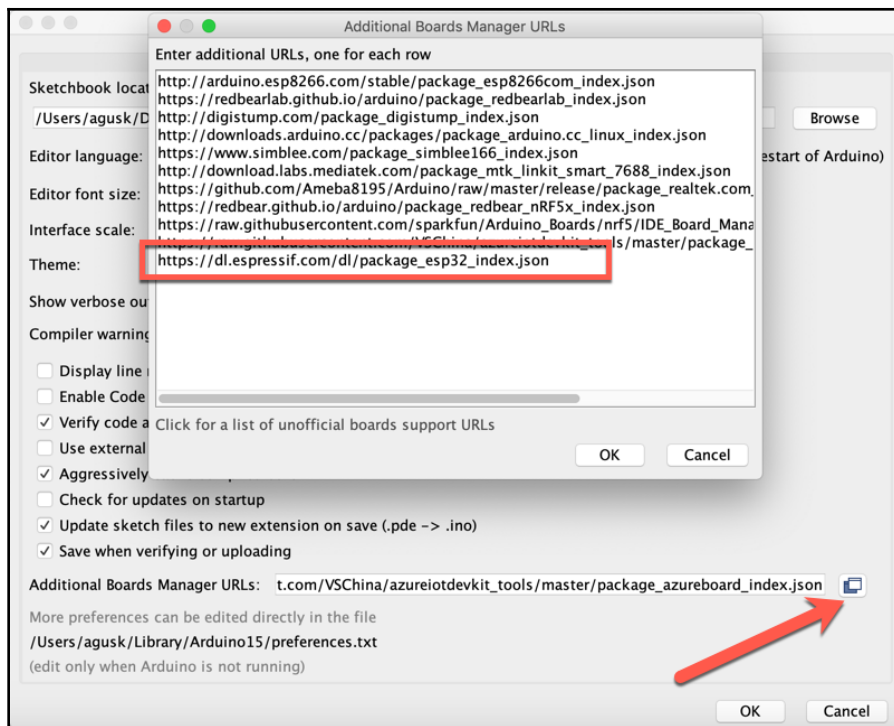 Additional Boards Manager URLs
Enter additional URLs, one for each row
http://arduino.esp8266.com/stable/package_esp8266com_index.json
https://redbearlab.github.io/arduino/package_redbearlab_index.json
http://digistump.com/package_digistump_index.json
http://downloads.arduino.cc/packages/package_arduino.cc_linux_index.json
https://www.simblee.com/package_simblee166_index.json
http://download.labs.mediatek.com/package_mtk_linkit_smart_7688_index.json
https://github.com/Ameba8195/Arduino/raw/master/release/package_realtek.com_
https://redbear.github.io/arduino/package_redbear_nRF5x_index.json
https://raw.githubusercontent.com/sparkfun/Arduino_Boards/nrf5/IDE_Board_Mana
https://raw.githubusercontent.com/VSChina/azureiotdevkit_tools/master/package_
https://dl.espressif.com/dl/package_esp32_index.json
Click for a list of unofficial boards support URLs
OK Cancel
Sketchbook locat
/Users/agusk/D Browse
Editor language: estart of Arduino)
Editor font size:
Interface scale:
Theme:
Show verbose ou
Compiler warning
Display line
Enable Code
Verify code a
Use external
Aggressively
Check for updates on startup
Update sketch files to new extension on save (.pde -> .ino)
Save when verifying or uploading
Additional Boards Manager URLs: t.com/VSChina/azureiotdevkit_tools/master/package_azureboard_index.json
More preferences can be edited directly in the file
/Users/agusk/Library/Arduino15/preferences.txt
(edit only when Arduino is not running)
OK Cancel